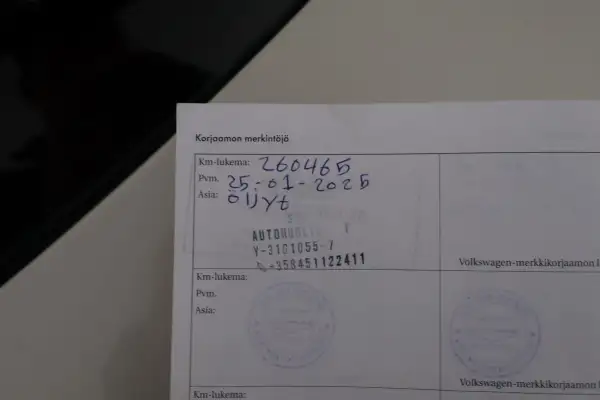 Korjaamon merkintöjä
Km-lukema: 260465
Pvm. 25-01-2025
Asia: öljyt
Y-3101055-7
+358451122411
Volkswagen-merkkikorjaamon
Km-lukema:
Pvm.
Asia:
Volkswagen-merkkikorjaamon
Km-lukema: